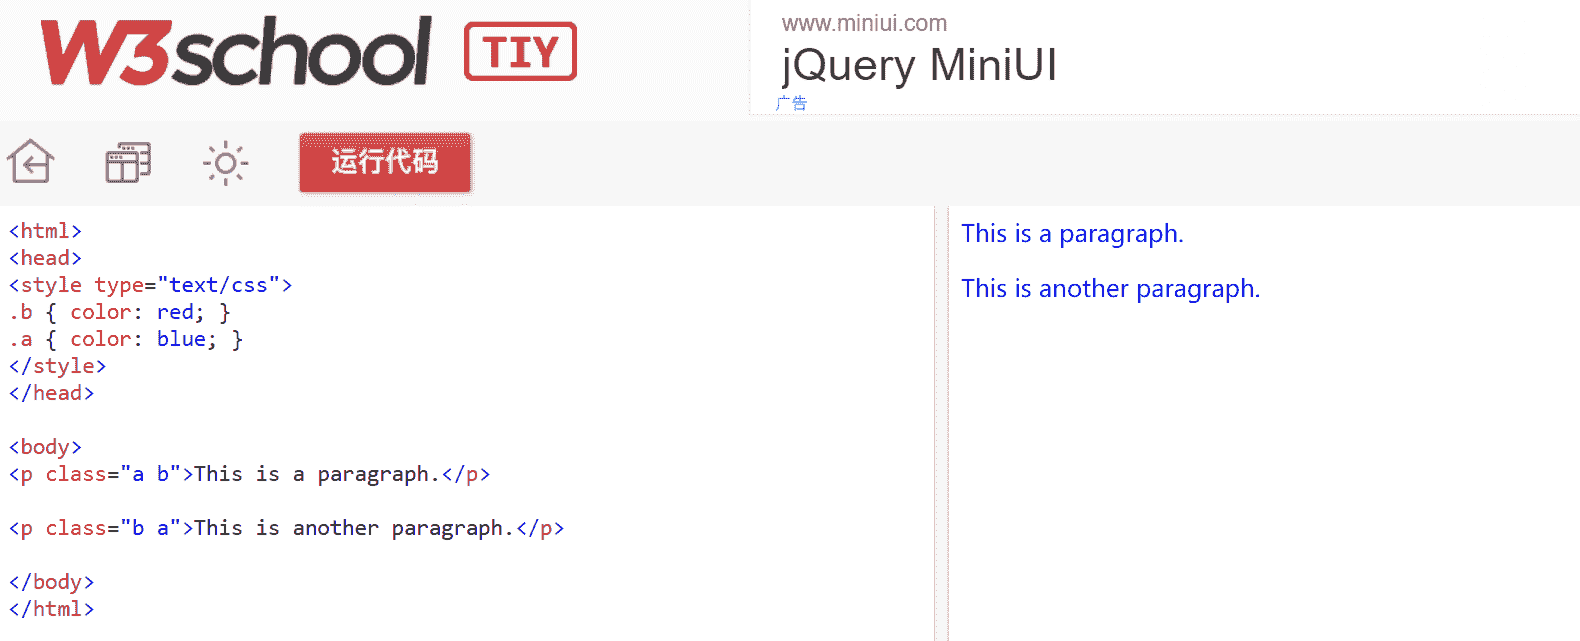 W3school TIY
www.miniui.com
jQuery MiniUI
广告
运行代码
<html>
<head>
<style type="text/css">
.b { color: red; }
.a { color: blue; }
</style>
</head>
<body>
<p class="a b">This is a paragraph.</p>
<p class="b a">This is another paragraph.</p>
</body>
</html>
This is a paragraph.
This is another paragraph.